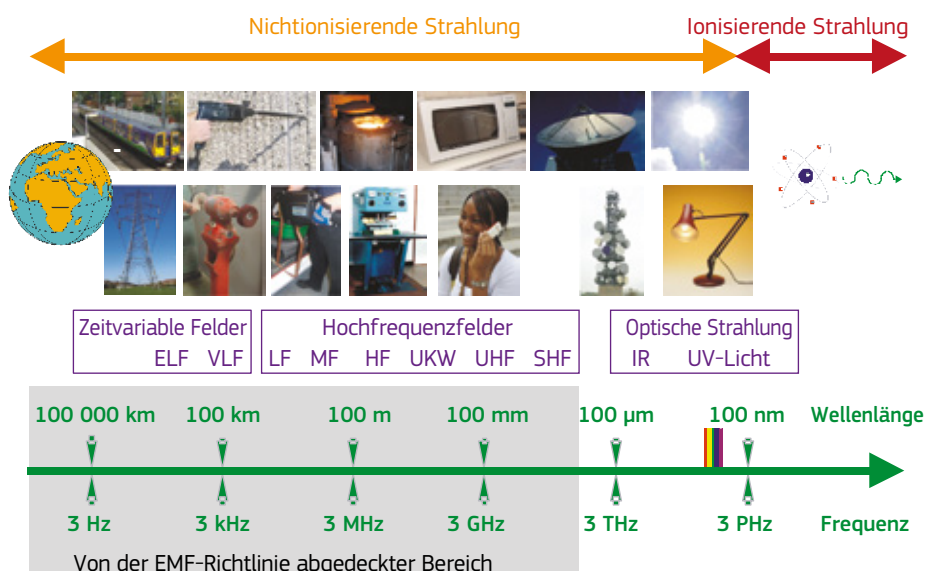 Nichtionisierende Strahlung Ionisierende Strahlung
Zeitvariable Felder Hochfrequenzfelder Optische Strahlung
ELF VLF LF MF HF UKW UHF SHF IR UV-Licht
100 000 km 100 km 100 m 100 mm 100 µm 100 nm Wellenlänge
3 Hz 3 kHz 3 MHz 3 GHz 3 THz 3 PHz Frequenz
Von der EMF-Richtlinie abgedeckter Bereich